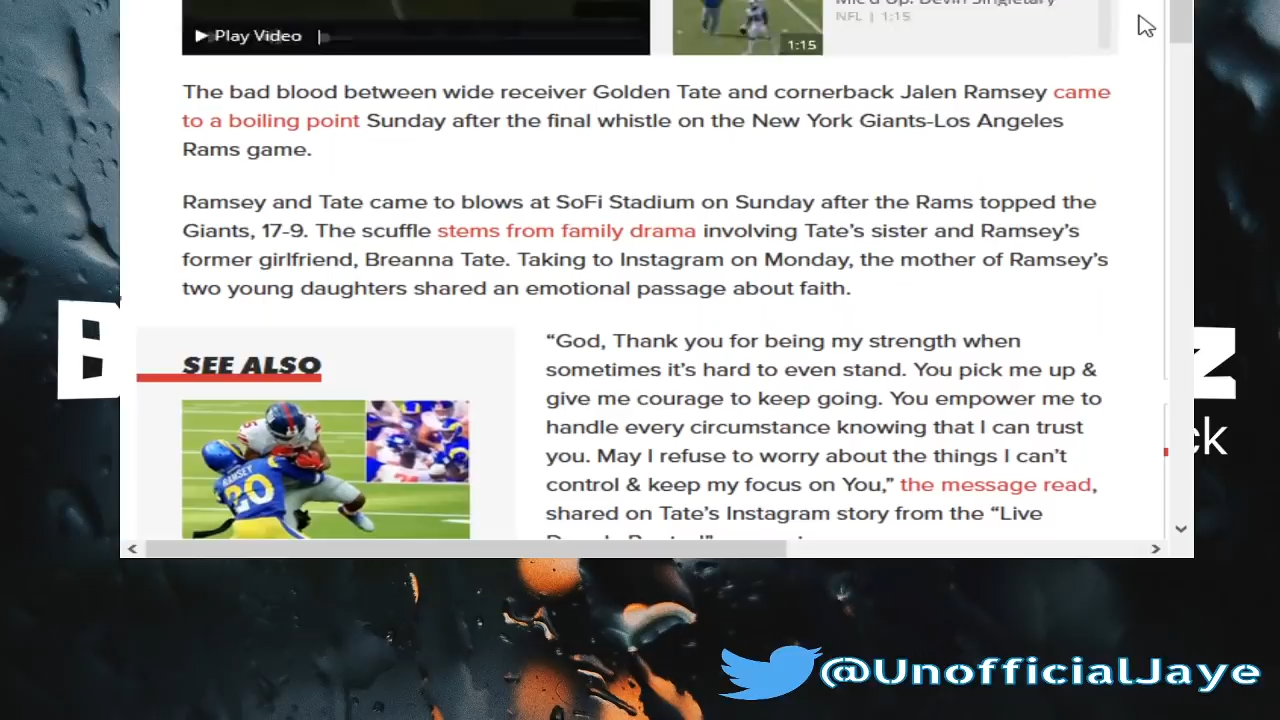 Mic'd Up: Devin Singletary
NFL | 1:15
▶ Play Video |
1:15
The bad blood between wide receiver Golden Tate and cornerback Jalen Ramsey came
to a boiling point Sunday after the final whistle on the New York Giants-Los Angeles
Rams game.
Ramsey and Tate came to blows at SoFi Stadium on Sunday after the Rams topped the
Giants, 17-9. The scuffle stems from family drama involving Tate's sister and Ramsey's
former girlfriend, Breanna Tate. Taking to Instagram on Monday, the mother of Ramsey's
two young daughters shared an emotional passage about faith.
SEE ALSO
RAMSEY
20
“God, Thank you for being my strength when
sometimes it's hard to even stand. You pick me up &
give me courage to keep going. You empower me to
handle every circumstance knowing that I can trust
you. May I refuse to worry about the things I can't
control & keep my focus on You,” the message read,
shared on Tate's Instagram story from the “Live
B
z
ck
@UnofficialJaye